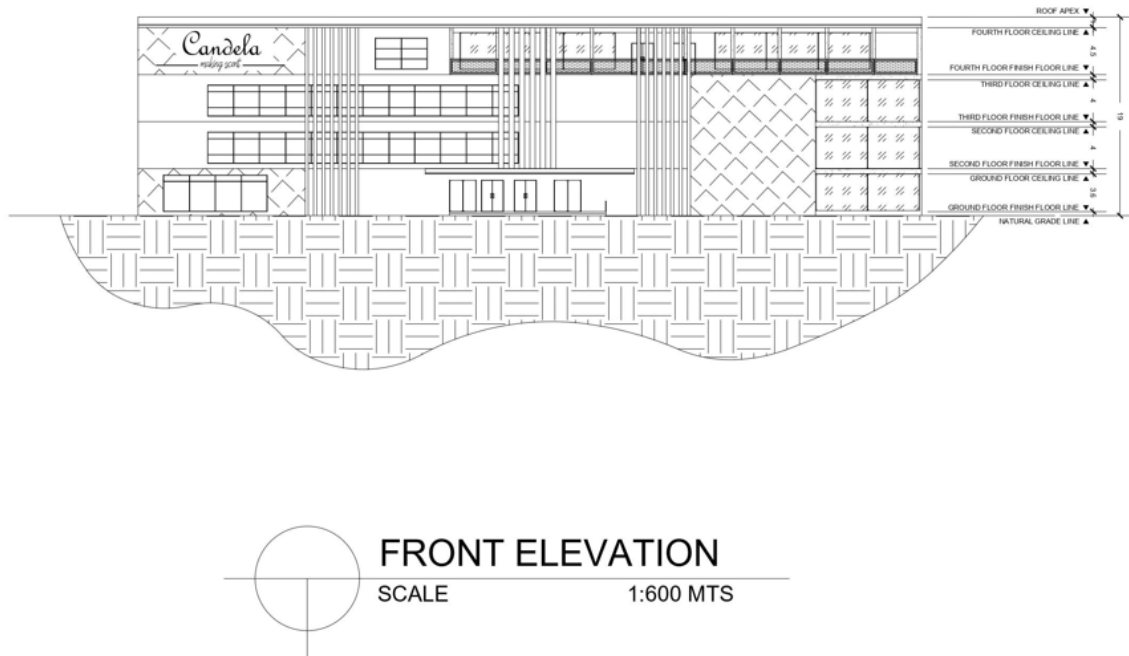 ROOF APEX
FOURTH FLOOR CEILING LINE
Candela
making scent
4.5
FOURTH FLOOR FINISH FLOOR LINE
THIRD FLOOR CEILING LINE
4
19
THIRD FLOOR FINISH FLOOR LINE
SECOND FLOOR CEILING LINE
4
SECOND FLOOR FINISH FLOOR LINE
GROUND FLOOR CEILING LINE
3.6
GROUND FLOOR FINISH FLOOR LINE
NATURAL GRADE LINE
FRONT ELEVATION
SCALE 1:600 MTS